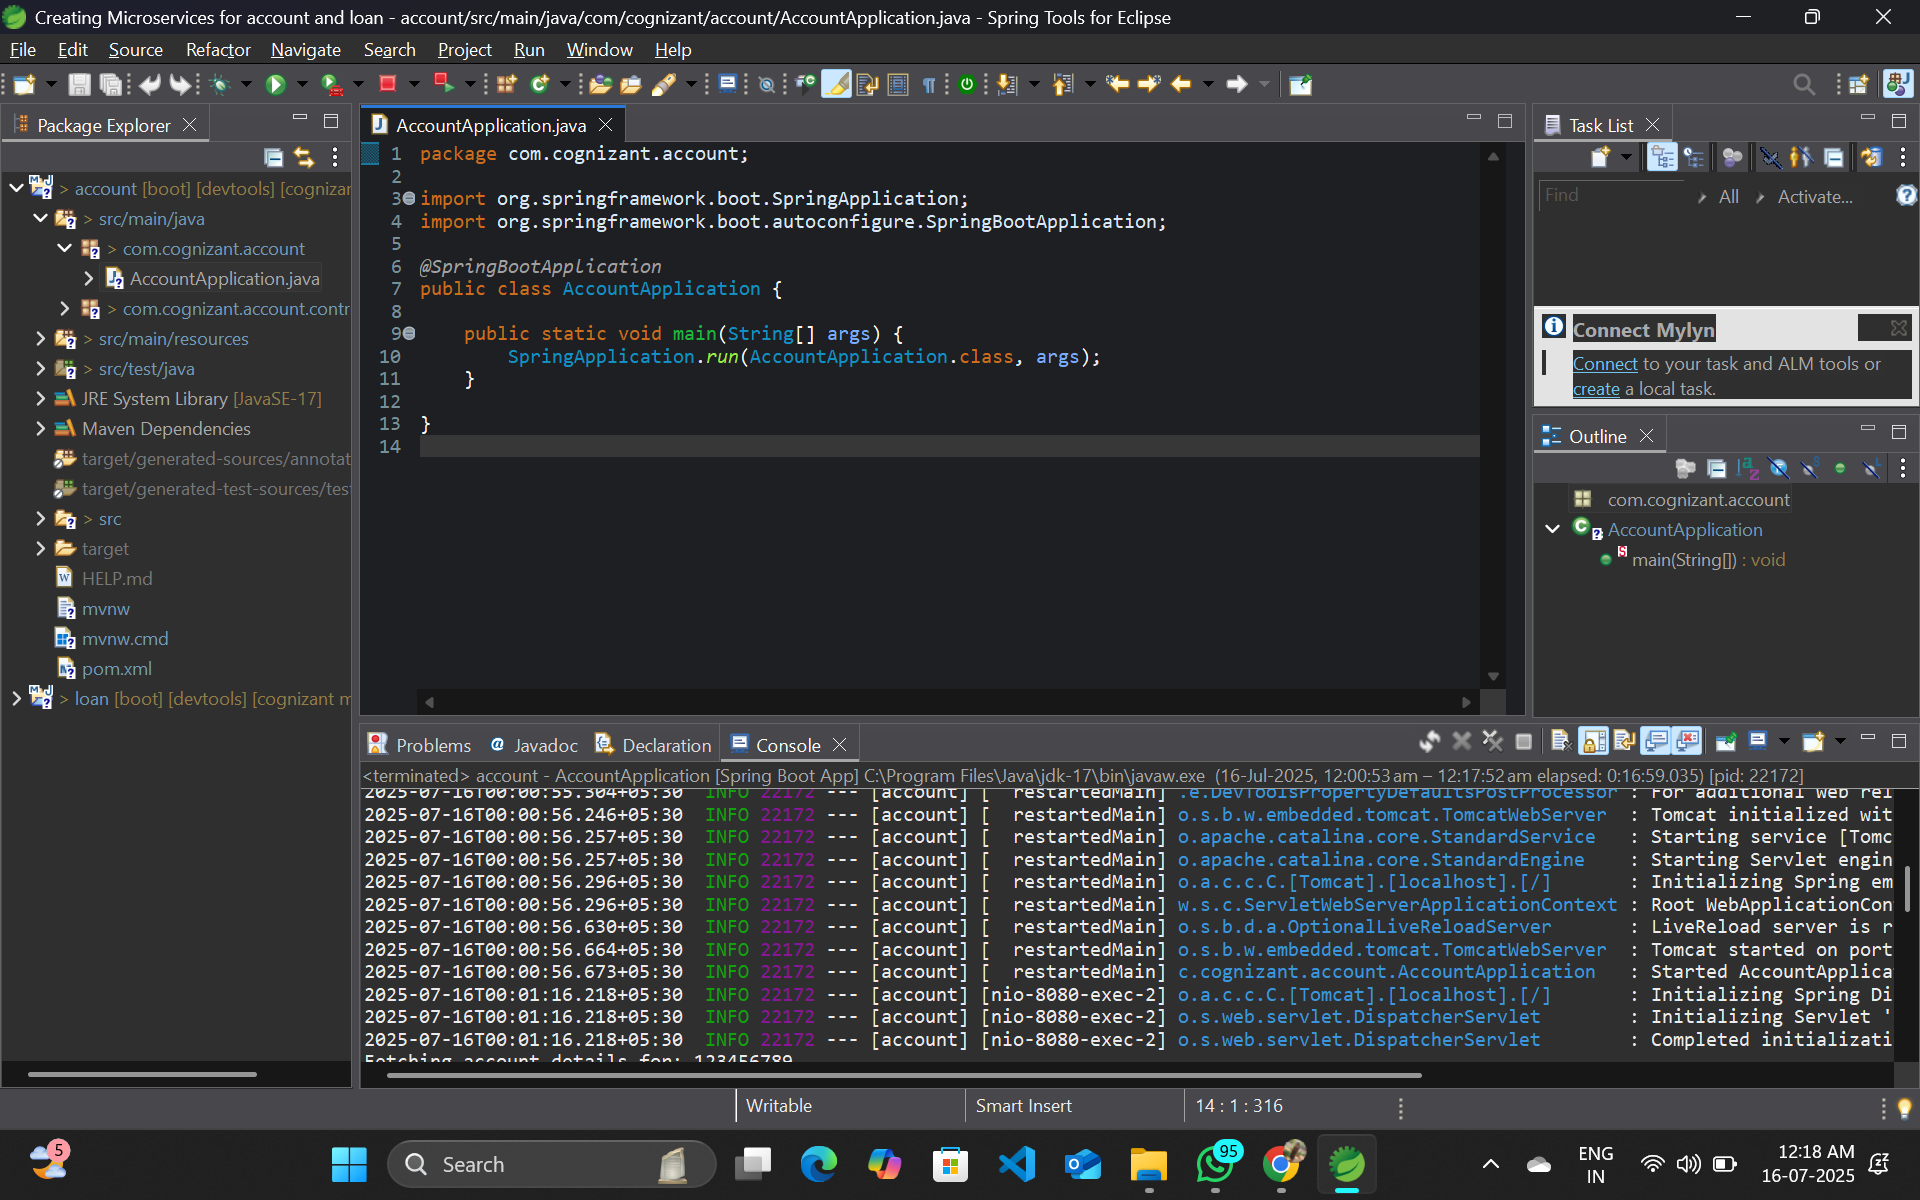 Creating Microservices for account and loan - account/src/main/java/com/cognizant/account/AccountApplication.java - Spring Tools for Eclipse
File Edit Source Refactor Navigate Search Project Run Window Help
Package Explorer
> account [boot] [devtools] [cognizar
> src/main/java
> com.cognizant.account
AccountApplication.java
> com.cognizant.account.contr
> src/main/resources
> src/test/java
JRE System Library [JavaSE-17]
Maven Dependencies
target/generated-sources/annotat
target/generated-test-sources/test
> src
target
HELP.md
mvnw
mvnw.cmd
pom.xml
> loan [boot] [devtools] [cognizant m
AccountApplication.java
1 package com.cognizant.account;
2
3 import org.springframework.boot.SpringApplication;
4 import org.springframework.boot.autoconfigure.SpringBootApplication;
5
6 @SpringBootApplication
7 public class AccountApplication {
8
9 public static void main(String[] args) {
10 SpringApplication.run(AccountApplication.class, args);
11 }
12
13 }
14
Task List
Find All Activate...
Connect Mylyn
Connect to your task and ALM tools or
create a local task.
Outline
com.cognizant.account
AccountApplication
main(String[]) : void
Problems Javadoc Declaration Console
<terminated> account - AccountApplication [Spring Boot App] C:\Program Files\Java\jdk-17\bin\javaw.exe (16-Jul-2025, 12:00:53 am – 12:17:52 am elapsed: 0:16:59.035) [pid: 22172]
2025-07-16T00:00:55.304+05:30 INFO 22172 --- [account] [ restartedMain] .e.DevToolsPropertyDefaultsPostProcessor : For additional web rel
2025-07-16T00:00:56.246+05:30 INFO 22172 --- [account] [ restartedMain] o.s.b.w.embedded.tomcat.TomcatWebServer : Tomcat initialized wit
2025-07-16T00:00:56.257+05:30 INFO 22172 --- [account] [ restartedMain] o.apache.catalina.core.StandardService : Starting service [Tomc
2025-07-16T00:00:56.257+05:30 INFO 22172 --- [account] [ restartedMain] o.apache.catalina.core.StandardEngine : Starting Servlet engin
2025-07-16T00:00:56.296+05:30 INFO 22172 --- [account] [ restartedMain] o.a.c.c.C.[Tomcat].[localhost].[/] : Initializing Spring em
2025-07-16T00:00:56.296+05:30 INFO 22172 --- [account] [ restartedMain] w.s.c.ServletWebServerApplicationContext : Root WebApplicationCon
2025-07-16T00:00:56.630+05:30 INFO 22172 --- [account] [ restartedMain] o.s.b.d.a.OptionalLiveReloadServer : LiveReload server is r
2025-07-16T00:00:56.664+05:30 INFO 22172 --- [account] [ restartedMain] o.s.b.w.embedded.tomcat.TomcatWebServer : Tomcat started on port
2025-07-16T00:00:56.673+05:30 INFO 22172 --- [account] [ restartedMain] c.cognizant.account.AccountApplication : Started AccountApplica
2025-07-16T00:01:16.218+05:30 INFO 22172 --- [account] [nio-8080-exec-2] o.a.c.c.C.[Tomcat].[localhost].[/] : Initializing Spring Di
2025-07-16T00:01:16.218+05:30 INFO 22172 --- [account] [nio-8080-exec-2] o.s.web.servlet.DispatcherServlet : Initializing Servlet '
2025-07-16T00:01:16.218+05:30 INFO 22172 --- [account] [nio-8080-exec-2] o.s.web.servlet.DispatcherServlet : Completed initializati
Fetching account details for: 123456789
Writable Smart Insert 14 : 1 : 316
5
Search
95
ENG
IN
12:18 AM
16-07-2025